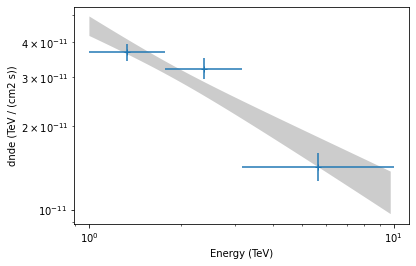 dnde (TeV / (cm2 s))
4 × 10⁻¹¹
3 × 10⁻¹¹
2 × 10⁻¹¹
10⁻¹¹
10⁰
10¹
Energy (TeV)